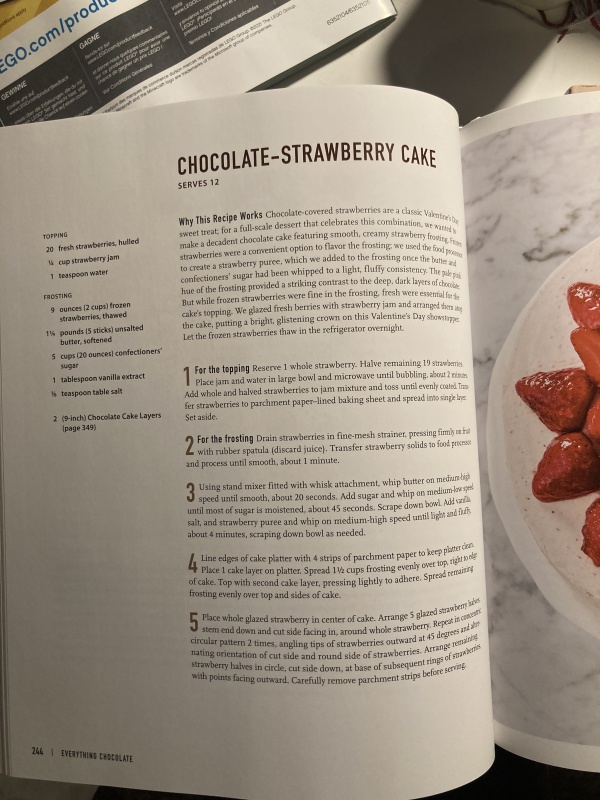 EGO.com/produc
GEWINNE
GAGNE
Términos y Condiciones aplicables
CHOCOLATE-STRAWBERRY CAKE
SERVES 12
TOPPING
20 fresh strawberries, hulled
¼ cup strawberry jam
1 teaspoon water
FROSTING
9 ounces (2 cups) frozen
strawberries, thawed
1¼ pounds (5 sticks) unsalted
butter, softened
5 cups (20 ounces) confectioners'
sugar
1 tablespoon vanilla extract
teaspoon table salt
2 (9-inch) Chocolate Cake Layers
(page 349)
Why This Recipe Works Chocolate-covered strawberries are a classic Valentine's Day
sweet treat; for a full-scale dessert that celebrates this combination, we wanted to
make a decadent chocolate cake featuring smooth, creamy strawberry frosting. Frozen
strawberries were a convenient option to flavor the frosting; we used the food processor
to create a strawberry puree, which we added to the frosting once the butter and
confectioners' sugar had been whipped to a light, fluffy consistency. The pale pink
hue of the frosting provided a striking contrast to the deep, dark layers of chocolate.
But while frozen strawberries were fine in the frosting, fresh were essential for the
cake's topping. We glazed fresh berries with strawberry jam and arranged them atop
the cake, putting a bright, glistening crown on this Valentine's Day showstopper.
Let the frozen strawberries thaw in the refrigerator overnight.
1 For the topping Reserve 1 whole strawberry. Halve remaining 19 strawberries.
Place jam and water in large bowl and microwave until bubbling, about 2 minutes.
Add whole and halved strawberries to jam mixture and toss until evenly coated. Trans-
fer strawberries to parchment paper–lined baking sheet and spread into single layer.
Set aside.
2 For the frosting Drain strawberries in fine-mesh strainer, pressing firmly on fruit
with rubber spatula (discard juice). Transfer strawberry solids to food processor
and process until smooth, about 1 minute.
3 Using stand mixer fitted with whisk attachment, whip butter on medium-high
speed until smooth, about 20 seconds. Add sugar and whip on medium-low speed
until most of sugar is moistened, about 45 seconds. Scrape down bowl. Add vanilla,
salt, and strawberry puree and whip on medium-high speed until light and fluffy,
about 4 minutes, scraping down bowl as needed.
4 Line edges of cake platter with 4 strips of parchment paper to keep platter clean.
Place 1 cake layer on platter. Spread 1½ cups frosting evenly over top, right to edge
of cake. Top with second cake layer, pressing lightly to adhere. Spread remaining
frosting evenly over top and sides of cake.
5 Place whole glazed strawberry in center of cake. Arrange 5 glazed strawberry halves,
stem end down and cut side facing in, around whole strawberry. Repeat in concentric
circular pattern 2 times, angling tips of strawberries outward at 45 degrees and alter-
nating orientation of cut side and round side of strawberries. Arrange remaining
strawberry halves in circle, cut side down, at base of subsequent rings of strawberries
with points facing outward. Carefully remove parchment strips before serving.
244 | EVERYTHING CHOCOLATE